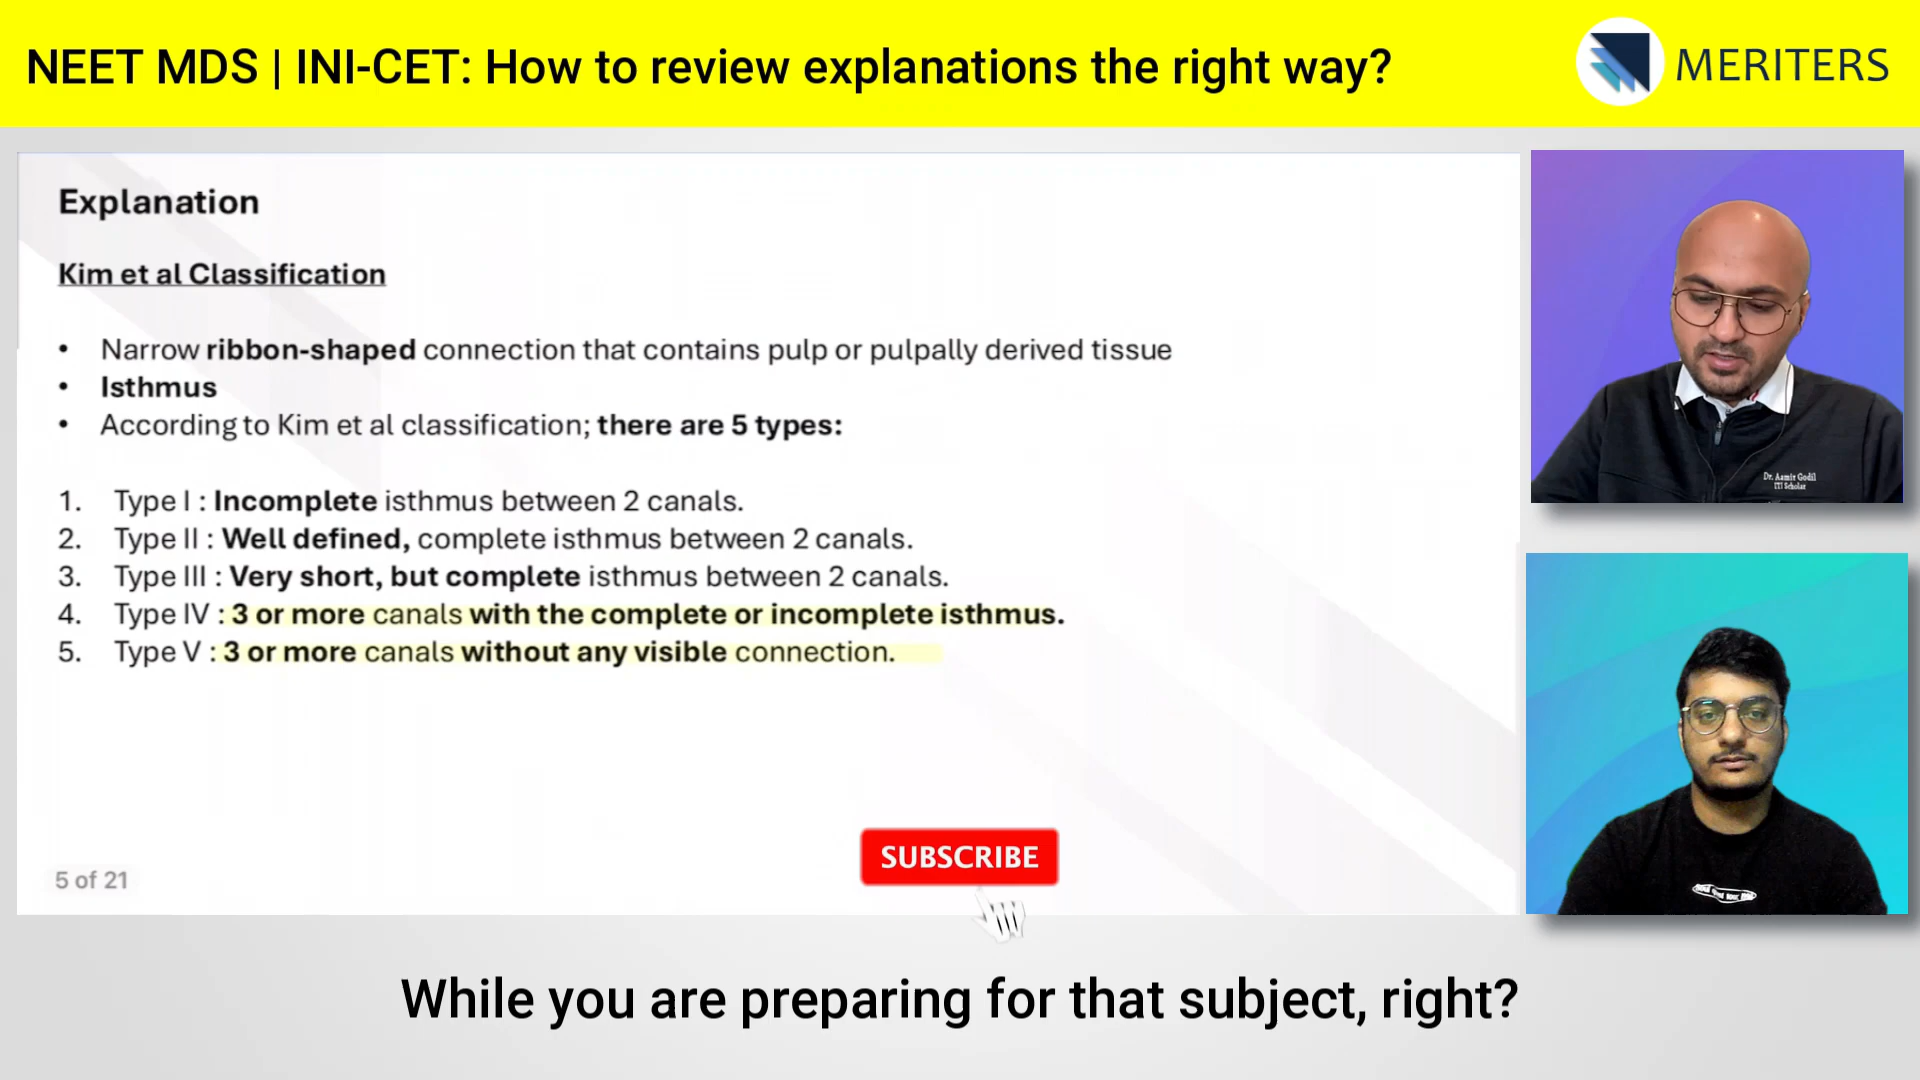 NEET MDS | INI-CET: How to review explanations the right way?
MERITERS
Explanation
Kim et al Classification
• Narrow ribbon-shaped connection that contains pulp or pulpally derived tissue
• Isthmus
• According to Kim et al classification; there are 5 types:
1. Type I : Incomplete isthmus between 2 canals.
2. Type II : Well defined, complete isthmus between 2 canals.
3. Type III : Very short, but complete isthmus between 2 canals.
4. Type IV : 3 or more canals with the complete or incomplete isthmus.
5. Type V : 3 or more canals without any visible connection.
5 of 21
SUBSCRIBE
Dr. Aamir Godil
ITI Scholar
While you are preparing for that subject, right?